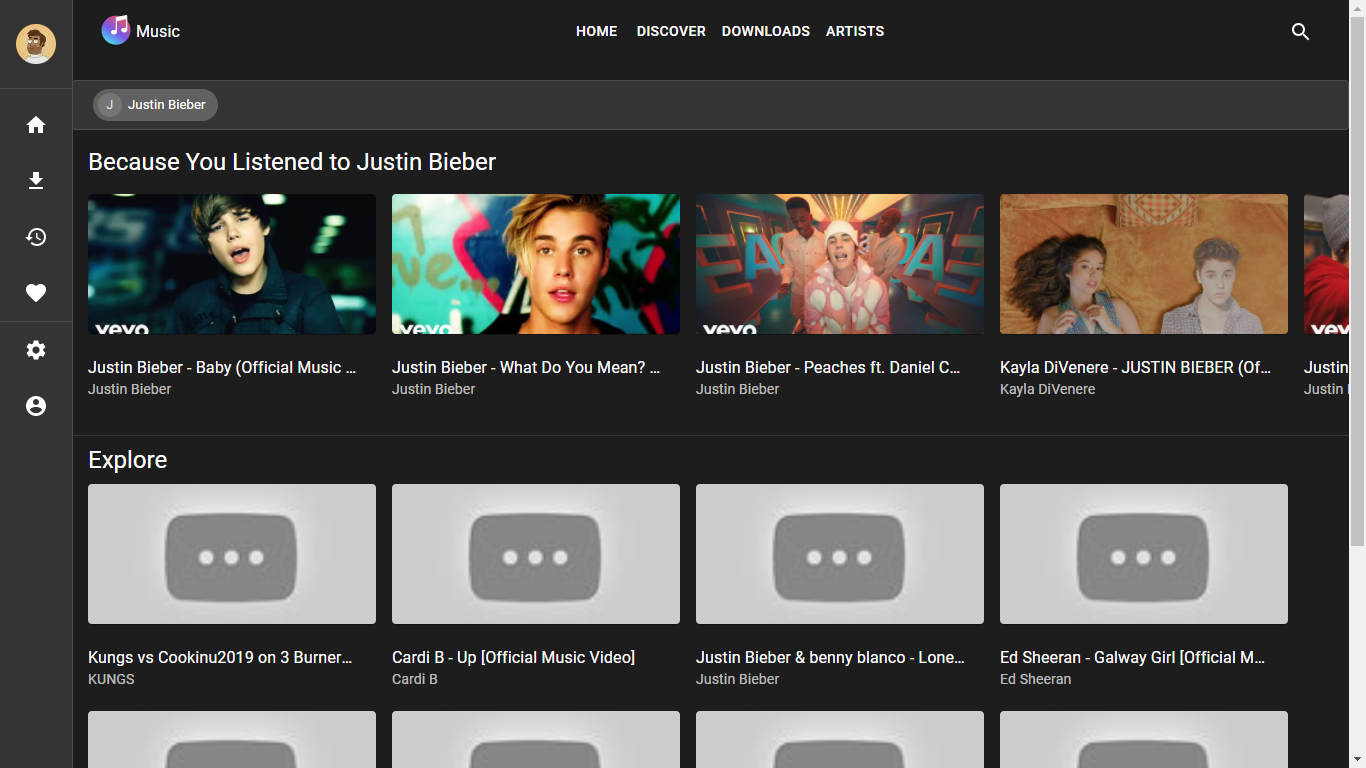 Music
HOME DISCOVER DOWNLOADS ARTISTS
J Justin Bieber
Because You Listened to Justin Bieber
vevo vevo vevo vevo
Justin Bieber - Baby (Official Music ... Justin Bieber - What Do You Mean? ... Justin Bieber - Peaches ft. Daniel C... Kayla DiVenere - JUSTIN BIEBER (Of... Justin
Justin Bieber Justin Bieber Justin Bieber Kayla DiVenere Justin
Explore
Kungs vs Cookinu2019 on 3 Burner... Cardi B - Up [Official Music Video] Justin Bieber & benny blanco - Lone... Ed Sheeran - Galway Girl [Official M...
KUNGS Cardi B Justin Bieber Ed Sheeran